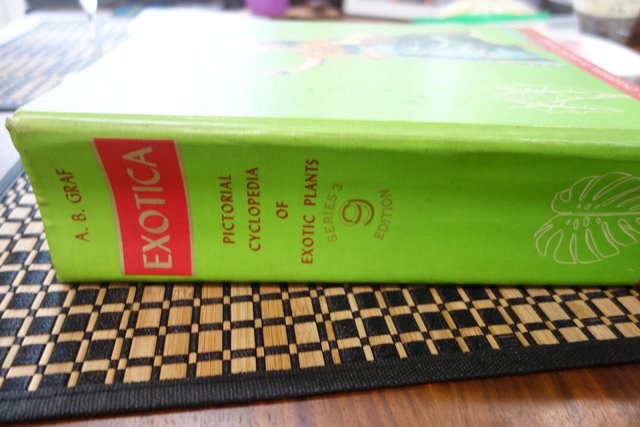 A. B. GRAF
EXOTICA
PICTORIAL
CYCLOPEDIA
OF
EXOTIC PLANTS
SERIES 3
9
EDITION